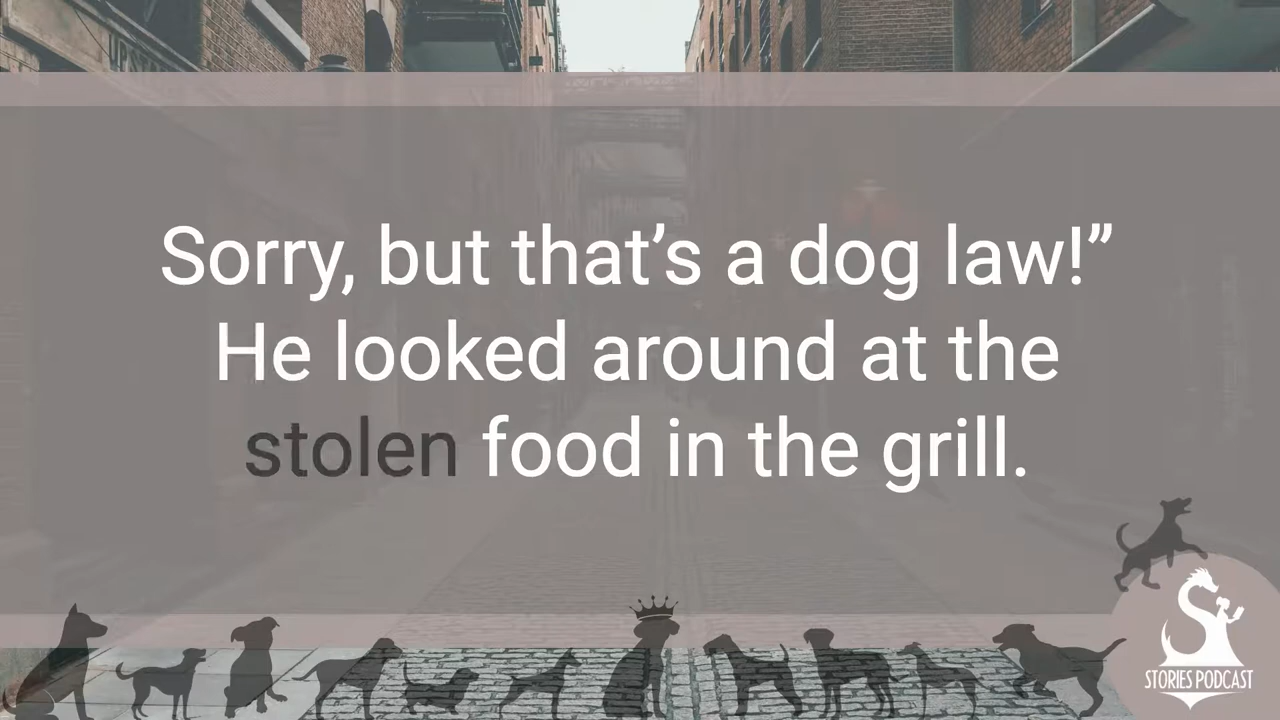 Sorry, but that’s a dog law!”
He looked around at the
stolen food in the grill.
STORIES PODCAST